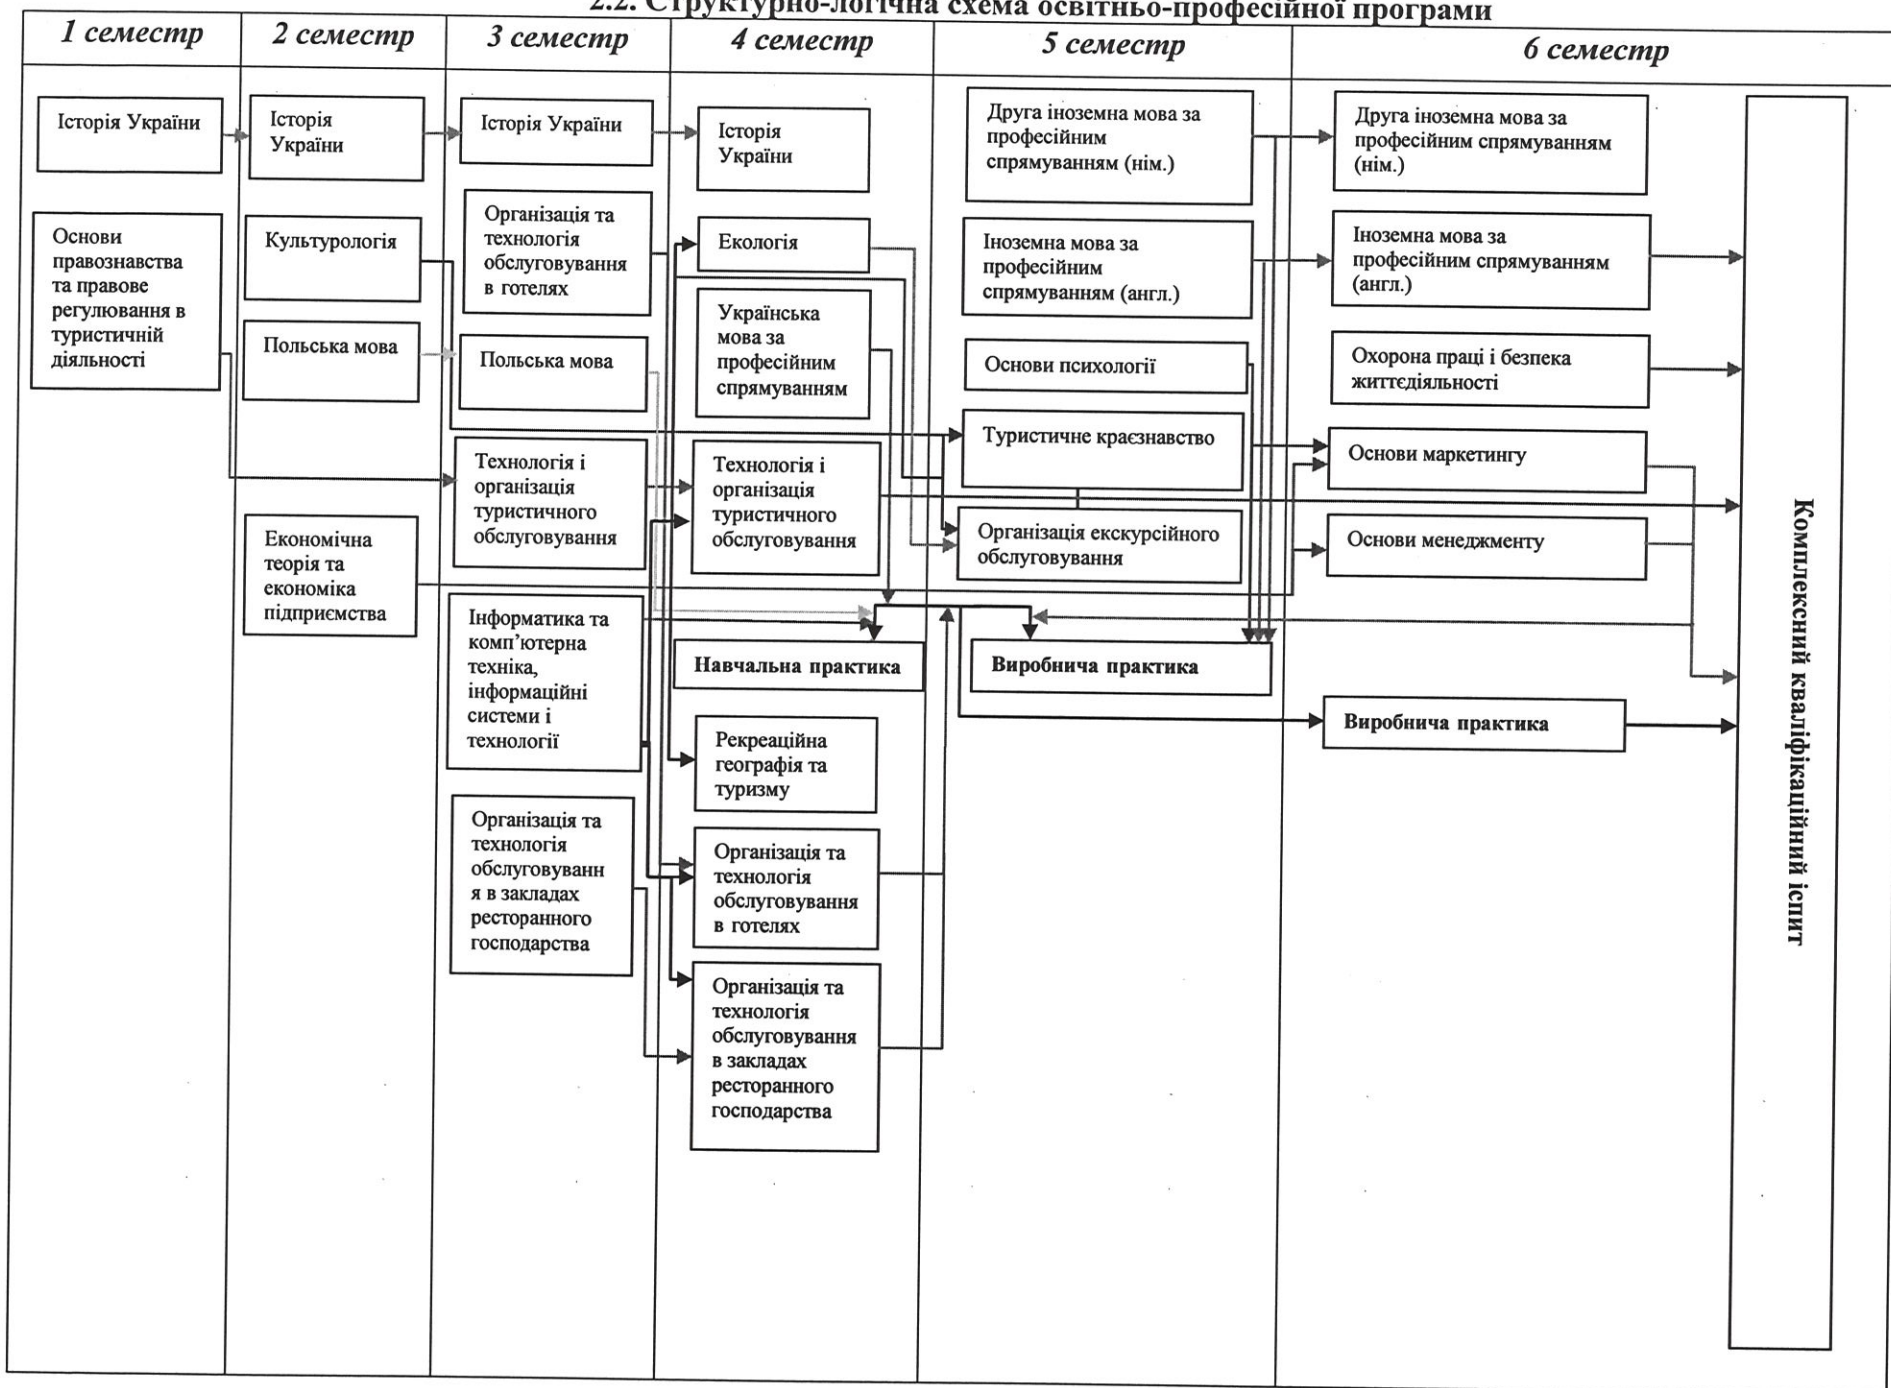 2.2. Структурно-логічна схема освітньо-професійної програми
1 семестр
2 семестр
3 семестр
4 семестр
5 семестр
6 семестр
Історія України
Основи
правознавства
та правове
регулювання в
туристичній
діяльності
Історія
України
Культурологія
Польська мова
Економічна
теорія та
економіка
підприємства
Історія України
Організація та
технологія
обслуговування
в готелях
Польська мова
Технологія і
організація
туристичного
обслуговування
Інформатика та
комп’ютерна
техніка,
інформаційні
системи і
технології
Організація та
технологія
обслуговуванн
я в закладах
ресторанного
господарства
Історія
України
Екологія
Українська
мова за
професійним
спрямуванням
Технологія і
організація
туристичного
обслуговування
Навчальна практика
Рекреаційна
географія та
туризму
Організація та
технологія
обслуговування
в готелях
Організація та
технологія
обслуговування
в закладах
ресторанного
господарства
Друга іноземна мова за
професійним
спрямуванням (нім.)
Іноземна мова за
професійним
спрямуванням (англ.)
Основи психології
Туристичне краєзнавство
Організація екскурсійного
обслуговування
Виробнича практика
Друга іноземна мова за
професійним спрямуванням
(нім.)
Іноземна мова за
професійним спрямуванням
(англ.)
Охорона праці і безпека
життєдіяльності
Основи маркетингу
Основи менеджменту
Виробнича практика
Комплексний кваліфікаційний іспит